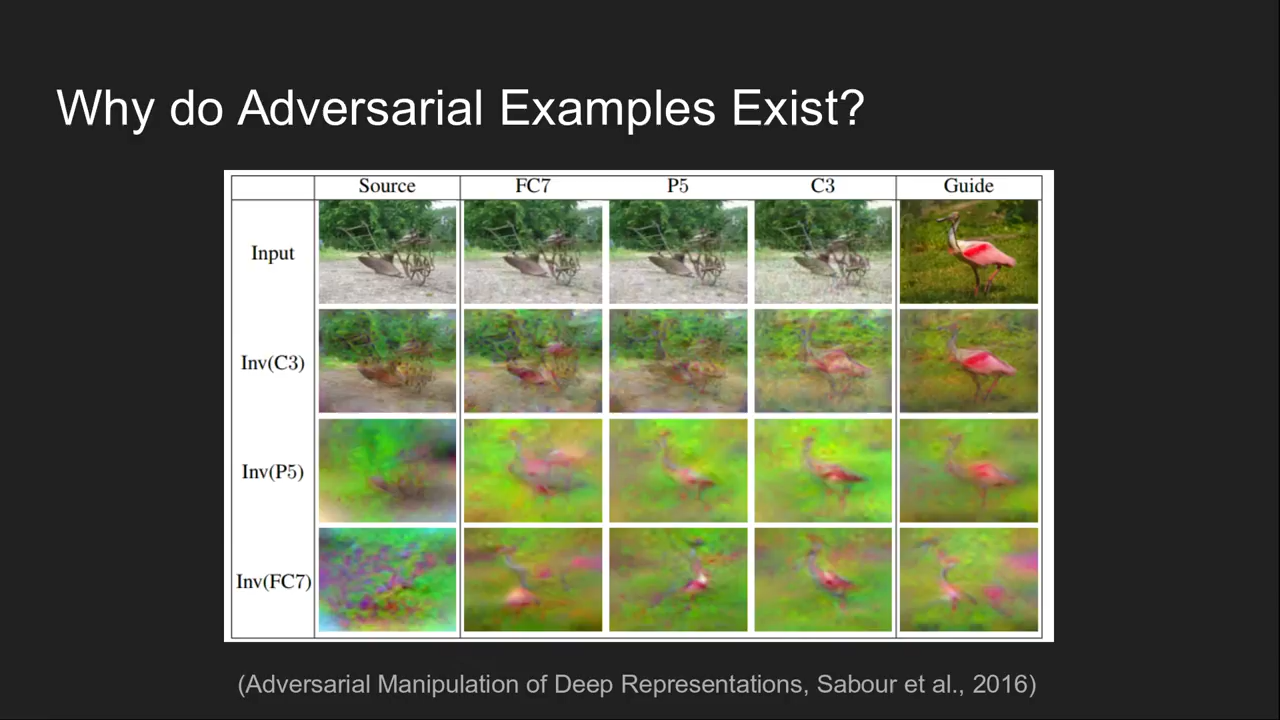 Why do Adversarial Examples Exist?
Source FC7 P5 C3 Guide
Input
Inv(C3)
Inv(P5)
Inv(FC7)
(Adversarial Manipulation of Deep Representations, Sabour et al., 2016)